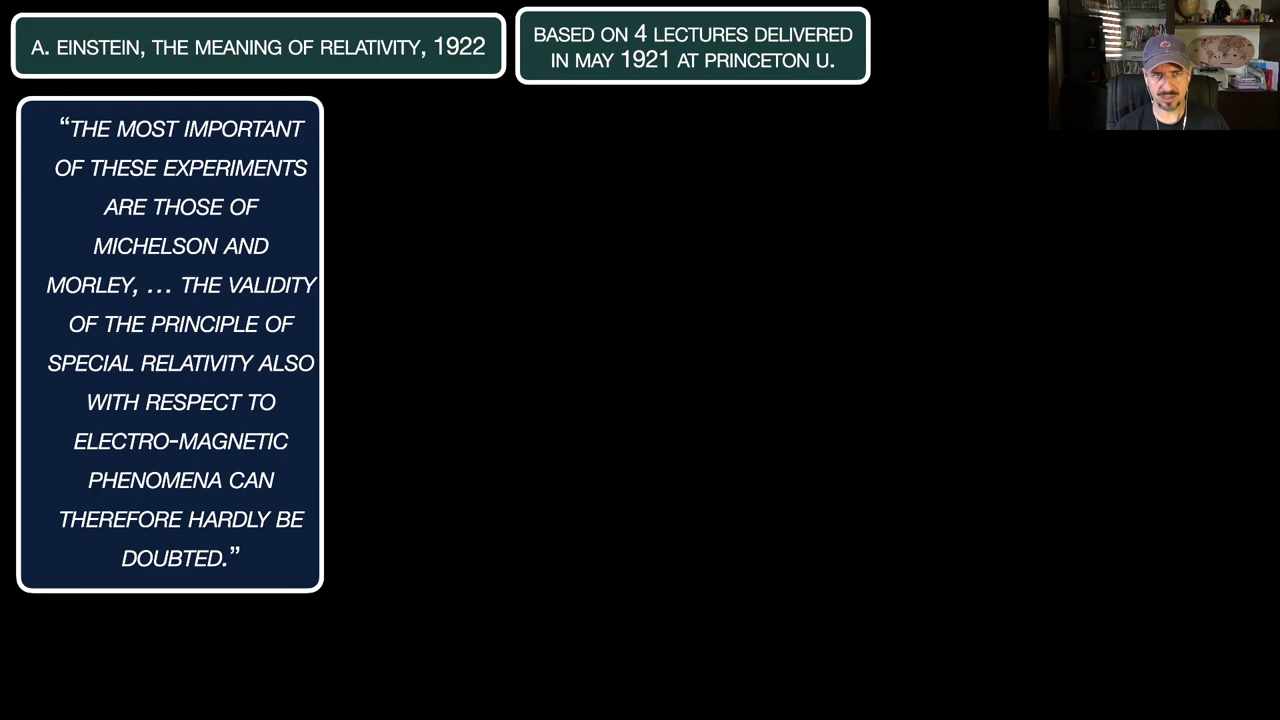 A. EINSTEIN, THE MEANING OF RELATIVITY, 1922
BASED ON 4 LECTURES DELIVERED
IN MAY 1921 AT PRINCETON U.
“THE MOST IMPORTANT
OF THESE EXPERIMENTS
ARE THOSE OF
MICHELSON AND
MORLEY, ... THE VALIDITY
OF THE PRINCIPLE OF
SPECIAL RELATIVITY ALSO
WITH RESPECT TO
ELECTRO-MAGNETIC
PHENOMENA CAN
THEREFORE HARDLY BE
DOUBTED.”